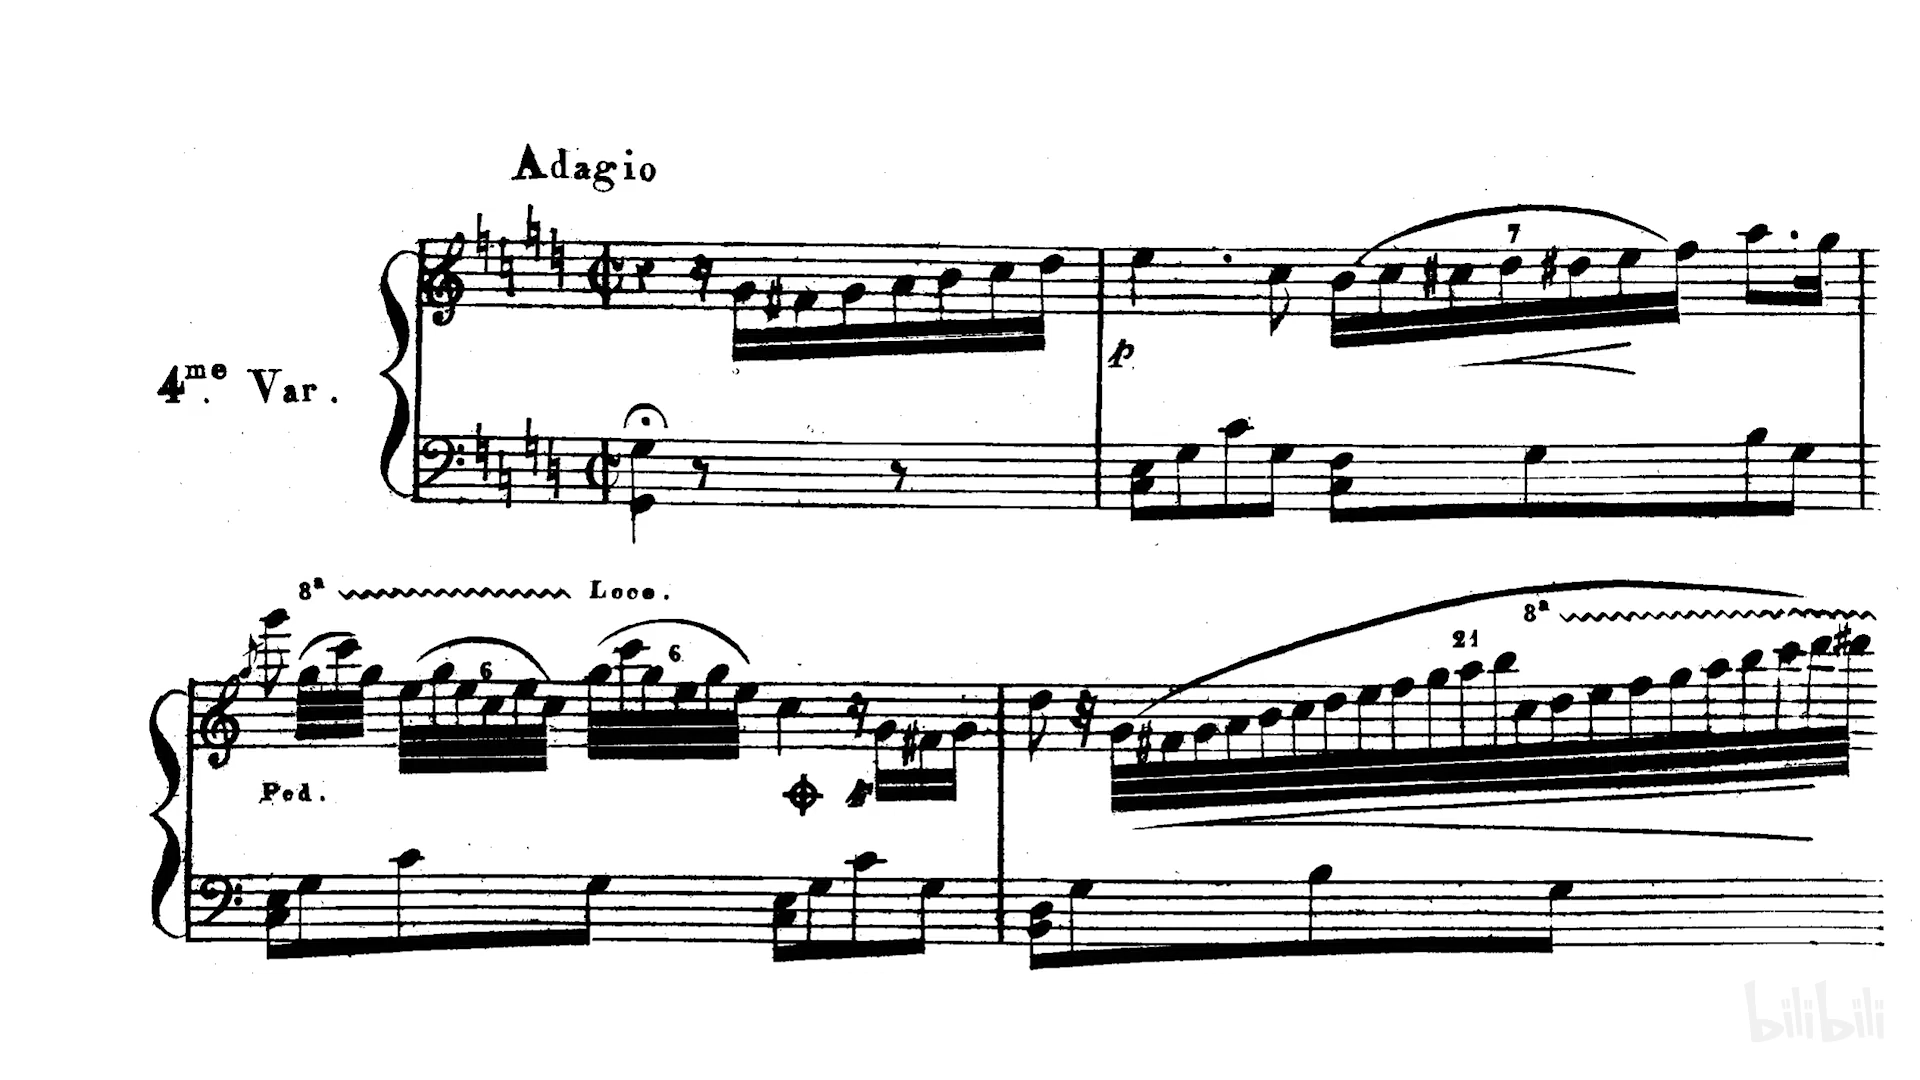 Adagio
7
p
4me. Var.
8a Loco.
6 6
8a
21
Ped. p
bilibili